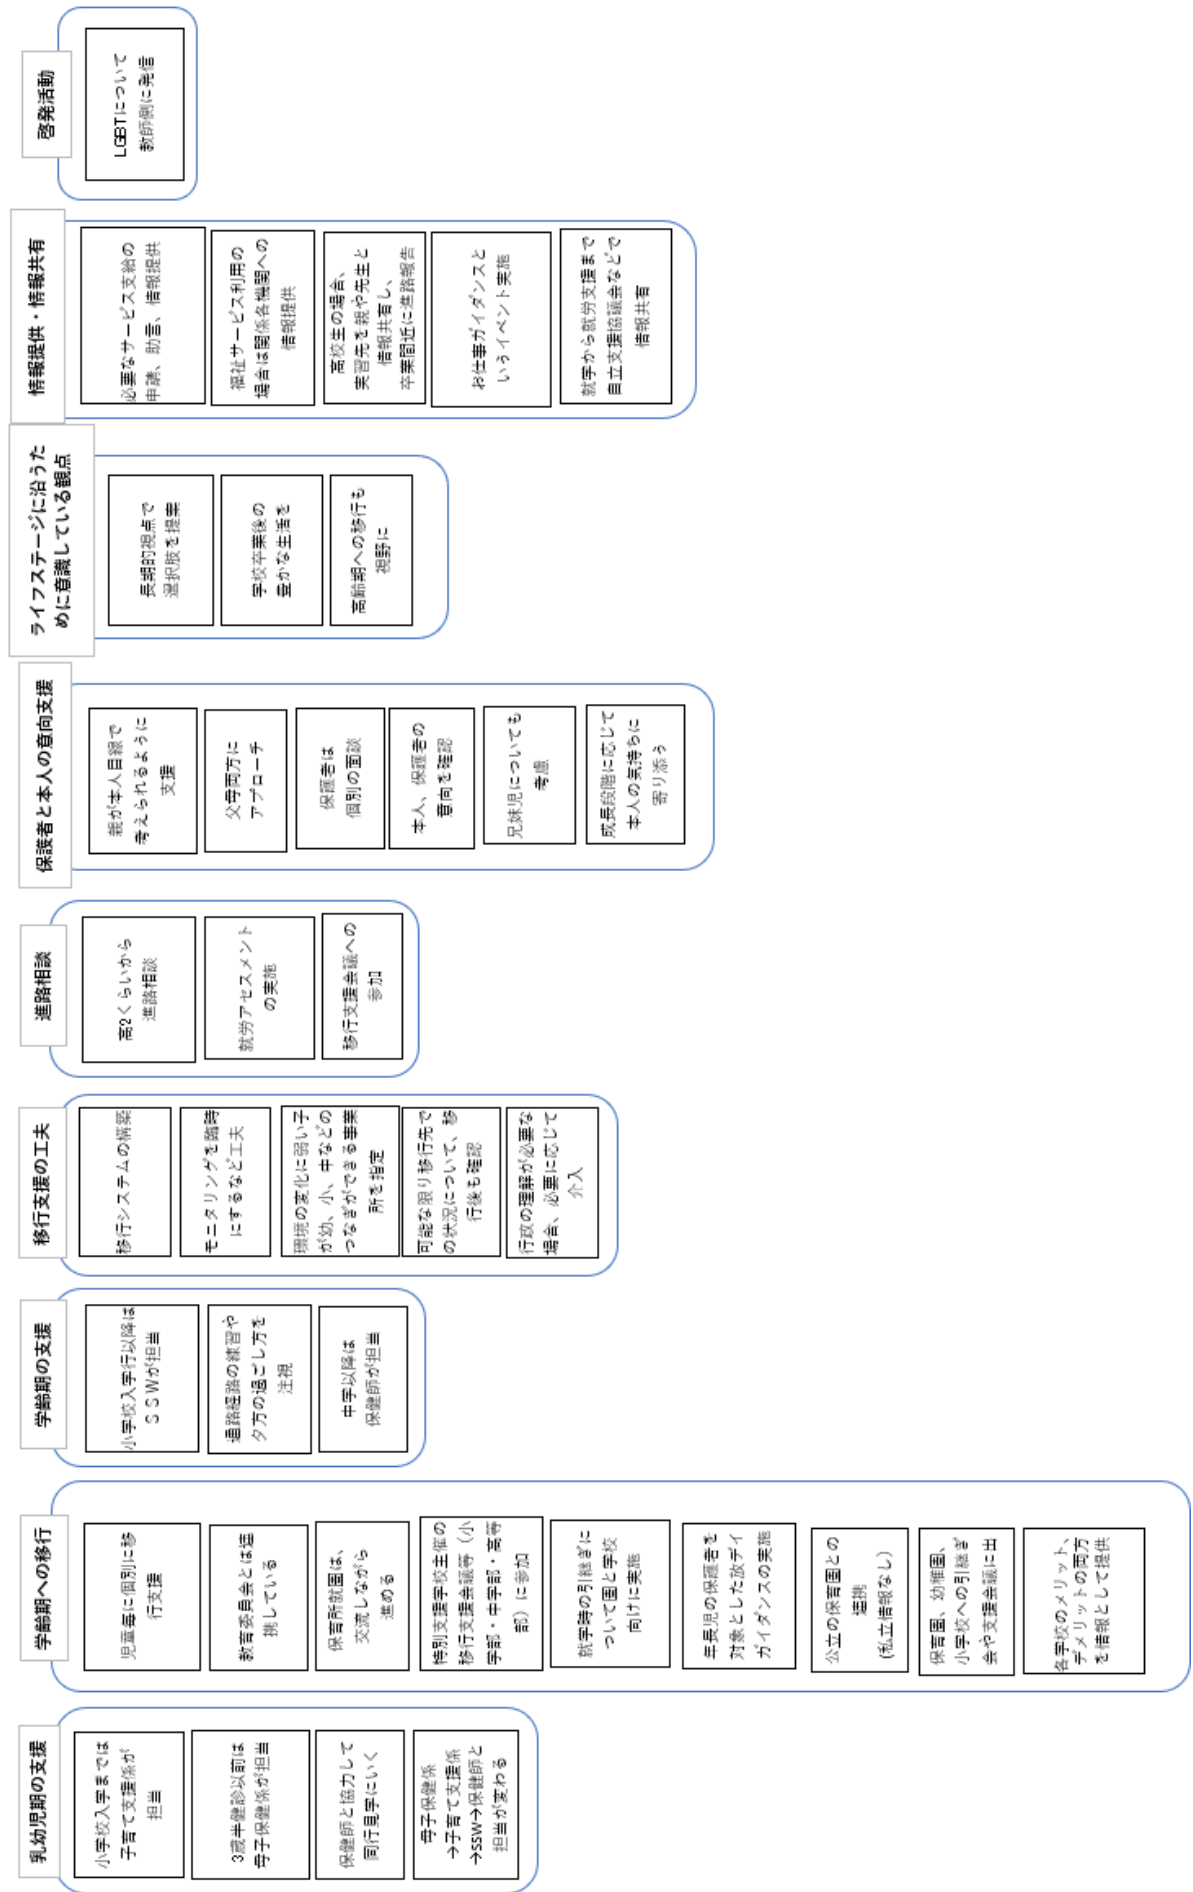 乳幼児期の支援
小学校入学までは
子育て支援係が
担当
3歳半健診以前は
母子保健係が担当
保健師と協力して
同行見学にいく
母子保健係
→子育て支援係
→SSW→保健師と
担当が変わる
学齢期への移行
児童毎に個別に移
行支援
教育委員会とは連
携している
保育所就園は、
交流しながら
進める
特別支援学校主催の
移行支援会議等（小
学部・中学部・高等
部）に参加
就学時の引継ぎに
ついて園と学校
向けに実施
年長児の保護者を
対象とした放デイ
ガイダンスの実施
公立の保育園との
連携
(私立情報なし)
保育園、幼稚園、
小学校への引継ぎ
会や支援会議に出
各学校のメリット、
デメリットの両方
を情報として提供
学齢期の支援
小学校入学行以降は
ＳＳＷが担当
通路経路の練習や
夕方の過ごし方を
注視
中学以降は
保健師が担当
移行支援の工夫
移行システムの構築
モニタリングを臨時
にするなど工夫
環境の変化に弱い子
が幼、小、中などの
つなぎができる事業
所を指定
可能な限り移行先で
の状況について、移
行後も確認
行政の理解が必要な
場合、必要に応じて
介入
進路相談
高2くらいから
進路相談
就労アセスメント
の実施
移行支援会議への
参加
保護者と本人の意向支援
親が本人目線で
考えられるように
支援
父母両方に
アプローチ
保護者は
個別の面談
本人、保護者の
意向を確認
兄妹児についても
考慮
成長段階に応じて
本人の気持ちに
寄り添う
ライフステージに沿うた
めに意識している観点
長期的視点で
選択肢を提案
学校卒業後の
豊かな生活を
高齢期への移行も
視野に
情報提供・情報共有
必要なサービス支給の
申請、助言、情報提供
福祉サービス利用の
場合は関係各機関への
情報提供
高校生の場合、
実習先を親や先生と
情報共有し、
卒業間近に進路報告
お仕事ガイダンスと
いうイベント実施
就学から就労支援まで
自立支援協議会などで
情報共有
啓発活動
LGBTについて
教師側に発信